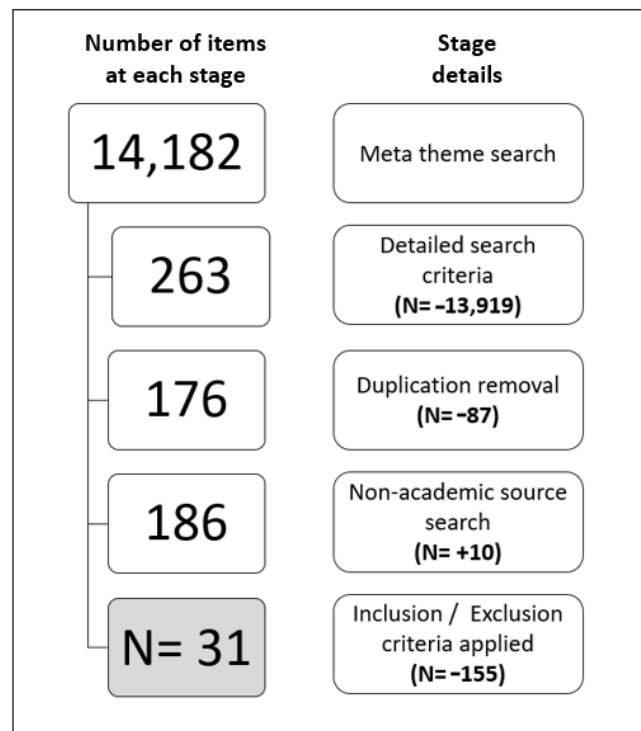 Number of items
at each stage
Stage
details
14,182
Meta theme search
263
Detailed search
criteria
(N= –13,919)
176
Duplication removal
(N= –87)
186
Non-academic source
search
(N= +10)
N= 31
Inclusion / Exclusion
criteria applied
(N= –155)